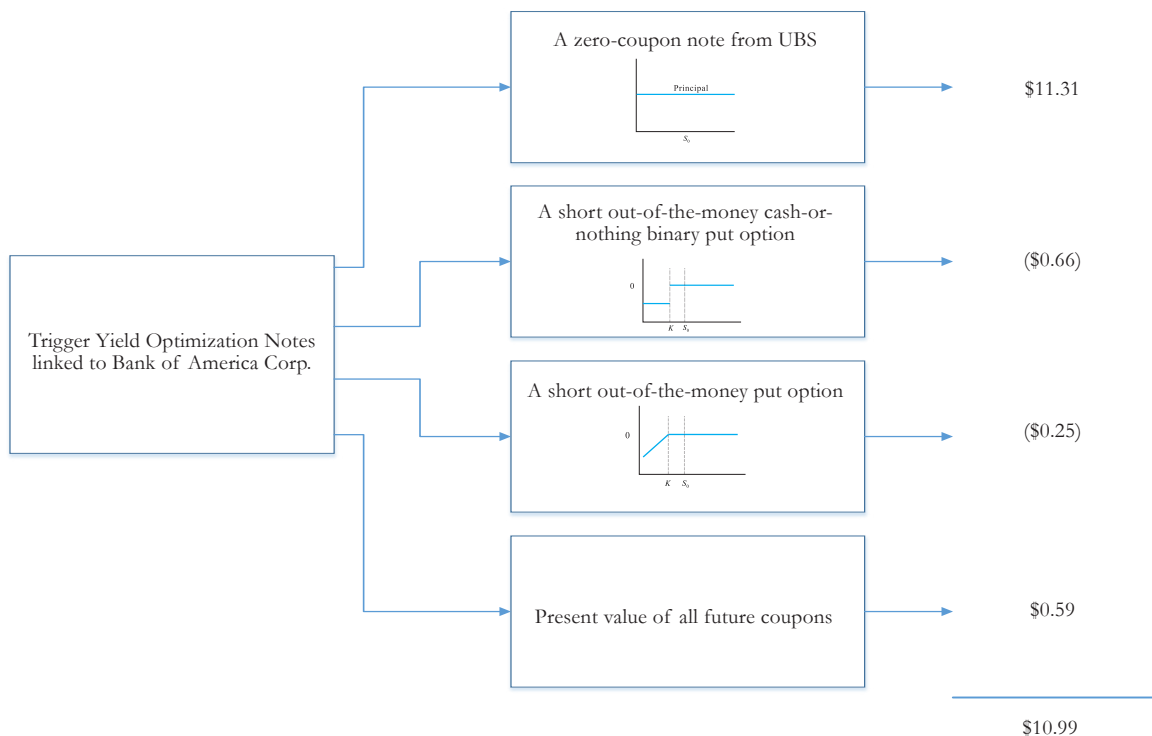 A zero-coupon note from UBS
Principal
S₀
$11.31
A short out-of-the-money cash-or-
nothing binary put option
0
K S₀
($0.66)
Trigger Yield Optimization Notes
linked to Bank of America Corp.
A short out-of-the-money put option
0
K S₀
($0.25)
Present value of all future coupons
$0.59
$10.99